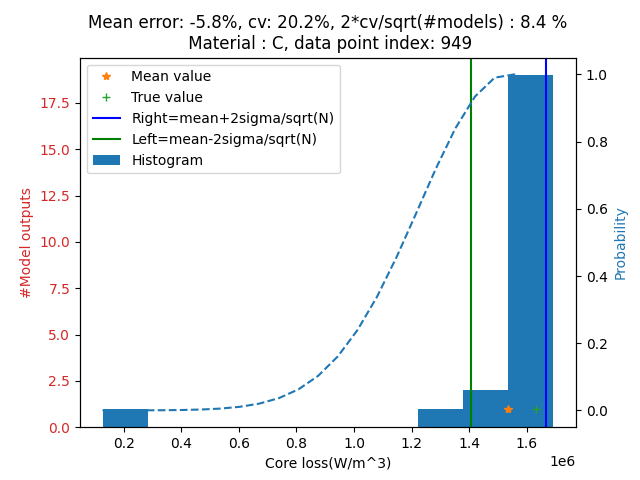 Mean error: -5.8%, cv: 20.2%, 2*cv/sqrt(#models) : 8.4 %
Material : C, data point index: 949
Mean value
True value
Right=mean+2sigma/sqrt(N)
Left=mean-2sigma/sqrt(N)
Histogram
#Model outputs
17.5
15.0
12.5
10.0
7.5
5.0
2.5
0.0
1.0
0.8
0.6
0.4
0.2
0.0
Probability
0.2 0.4 0.6 0.8 1.0 1.2 1.4 1.6
1e6
Core loss(W/m^3)